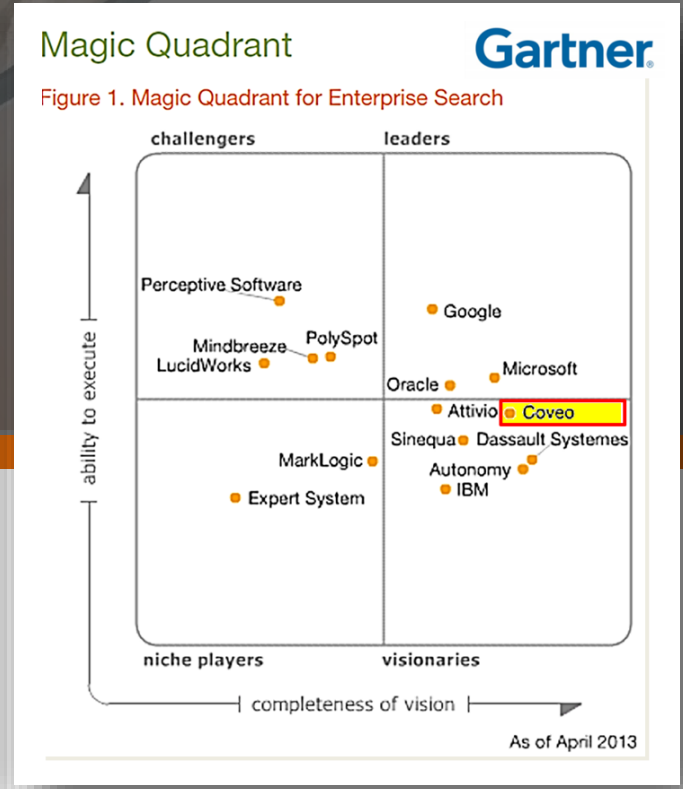 Magic Quadrant
Gartner
Figure 1. Magic Quadrant for Enterprise Search
challengers
leaders
Perceptive Software
Google
PolySpot
Mindbreeze
LucidWorks
Microsoft
Oracle
Attivio
Coveo
Sinequa
Dassault Systemes
MarkLogic
Autonomy
IBM
Expert System
ability to execute
niche players
visionaries
completeness of vision
As of April 2013